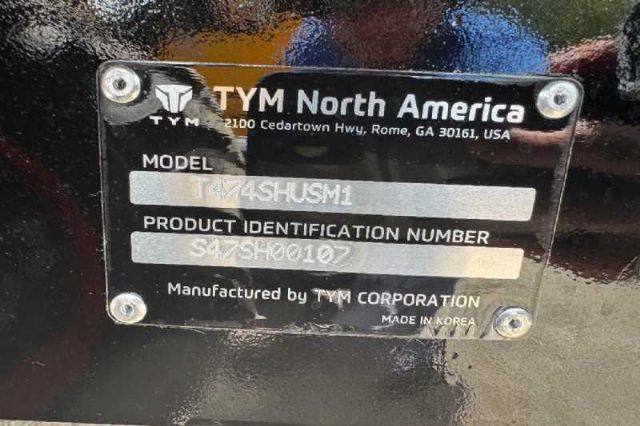 TYM
TYM North America
2100 Cedartown Hwy, Rome, GA 30161, USA
MODEL
T474SHUSM1
PRODUCT IDENTIFICATION NUMBER
S47SH00107
Manufactured by TYM CORPORATION
MADE IN KOREA